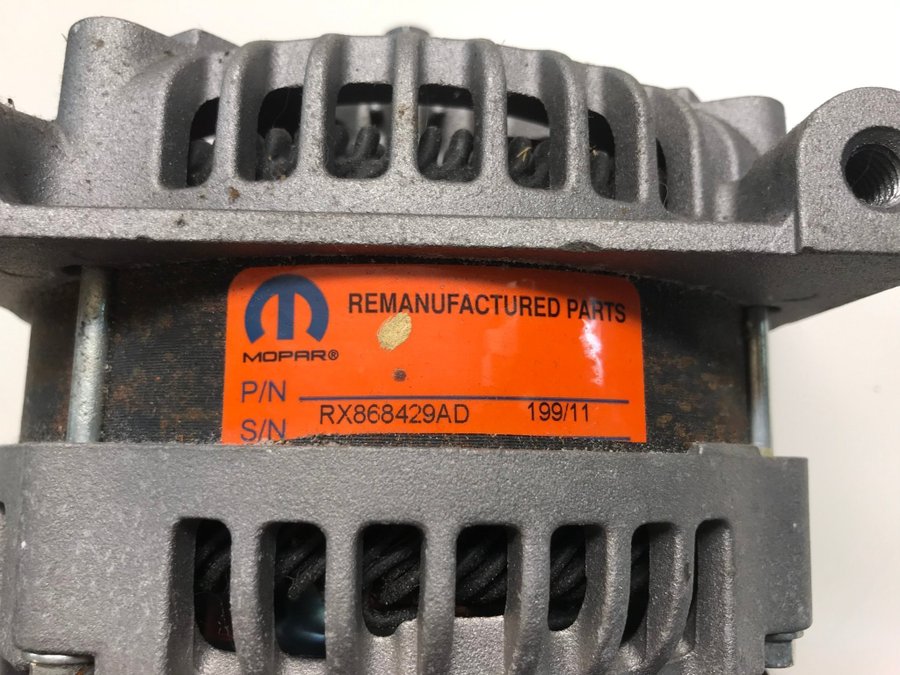 REMANUFACTURED PARTS
MOPAR®
P/N
RX868429AD 199/11
S/N